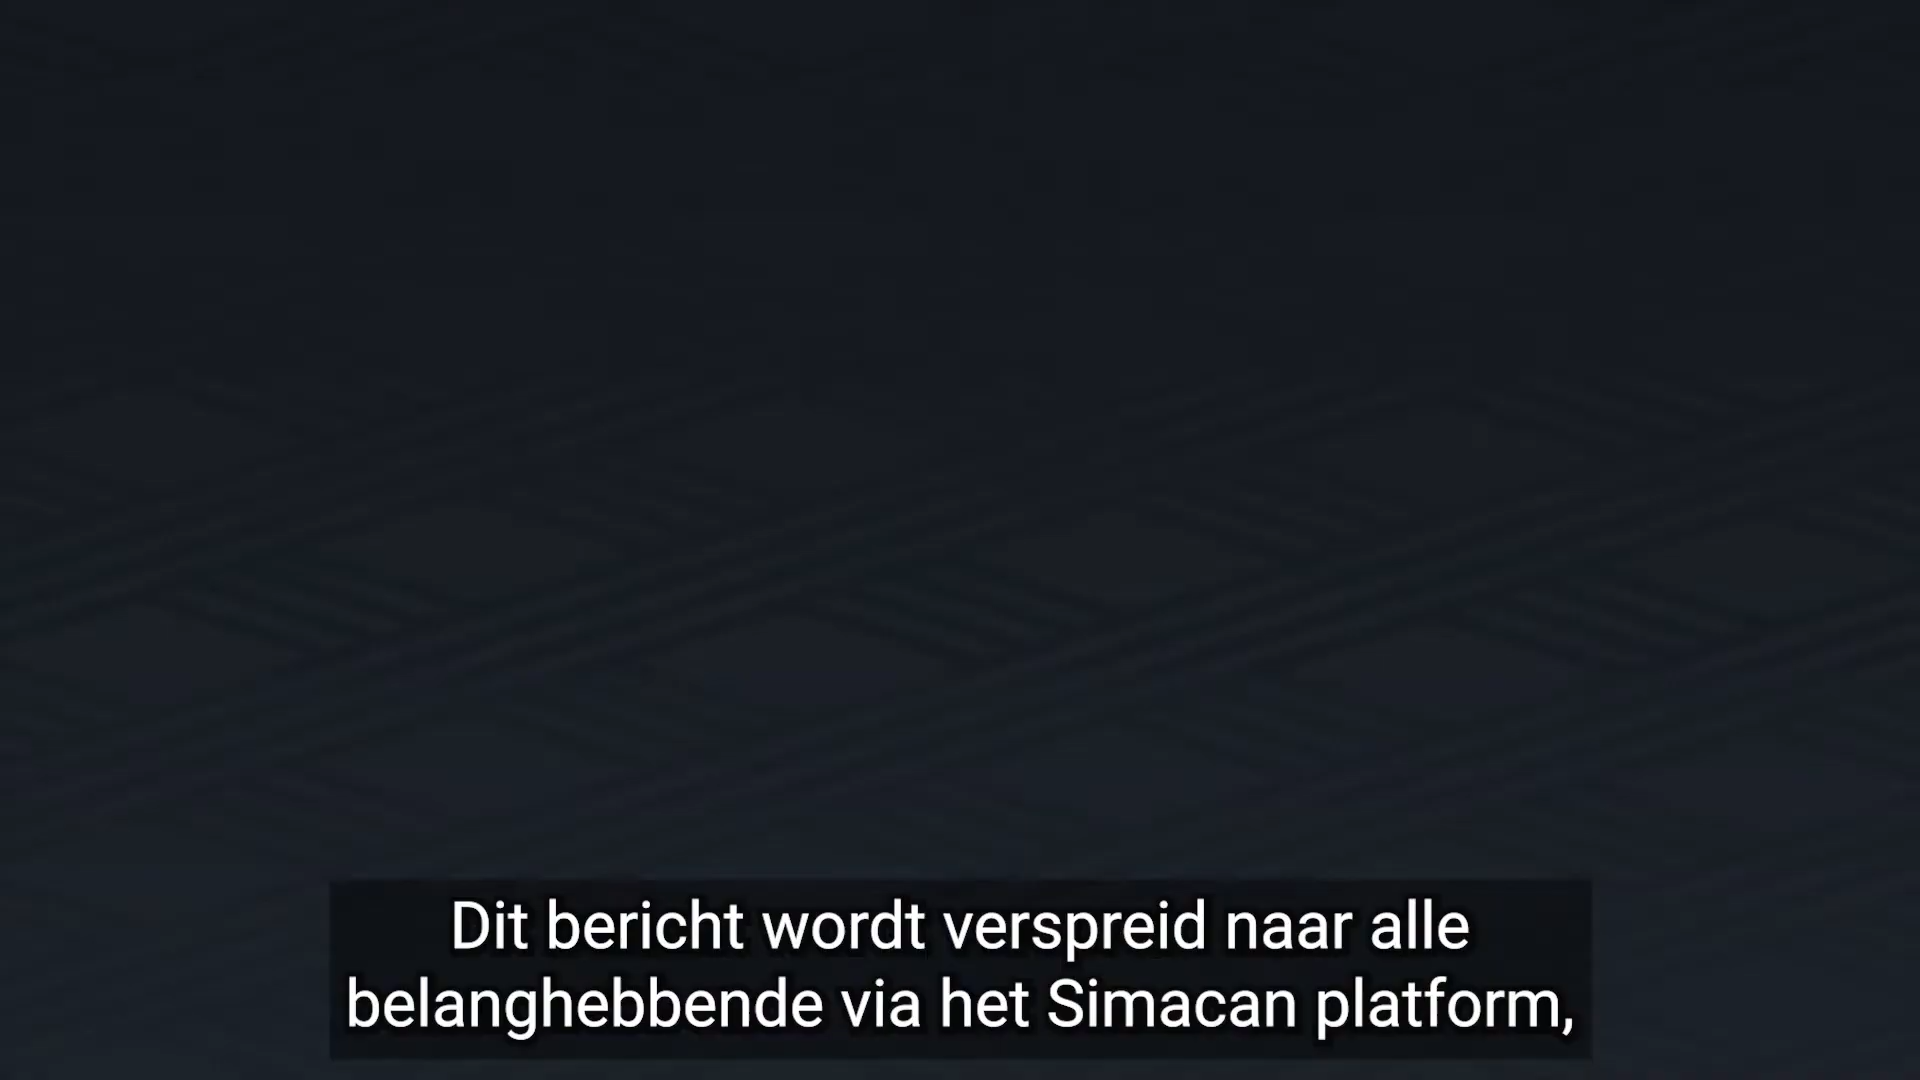 Dit bericht wordt verspreid naar alle
belanghebbende via het Simacan platform,